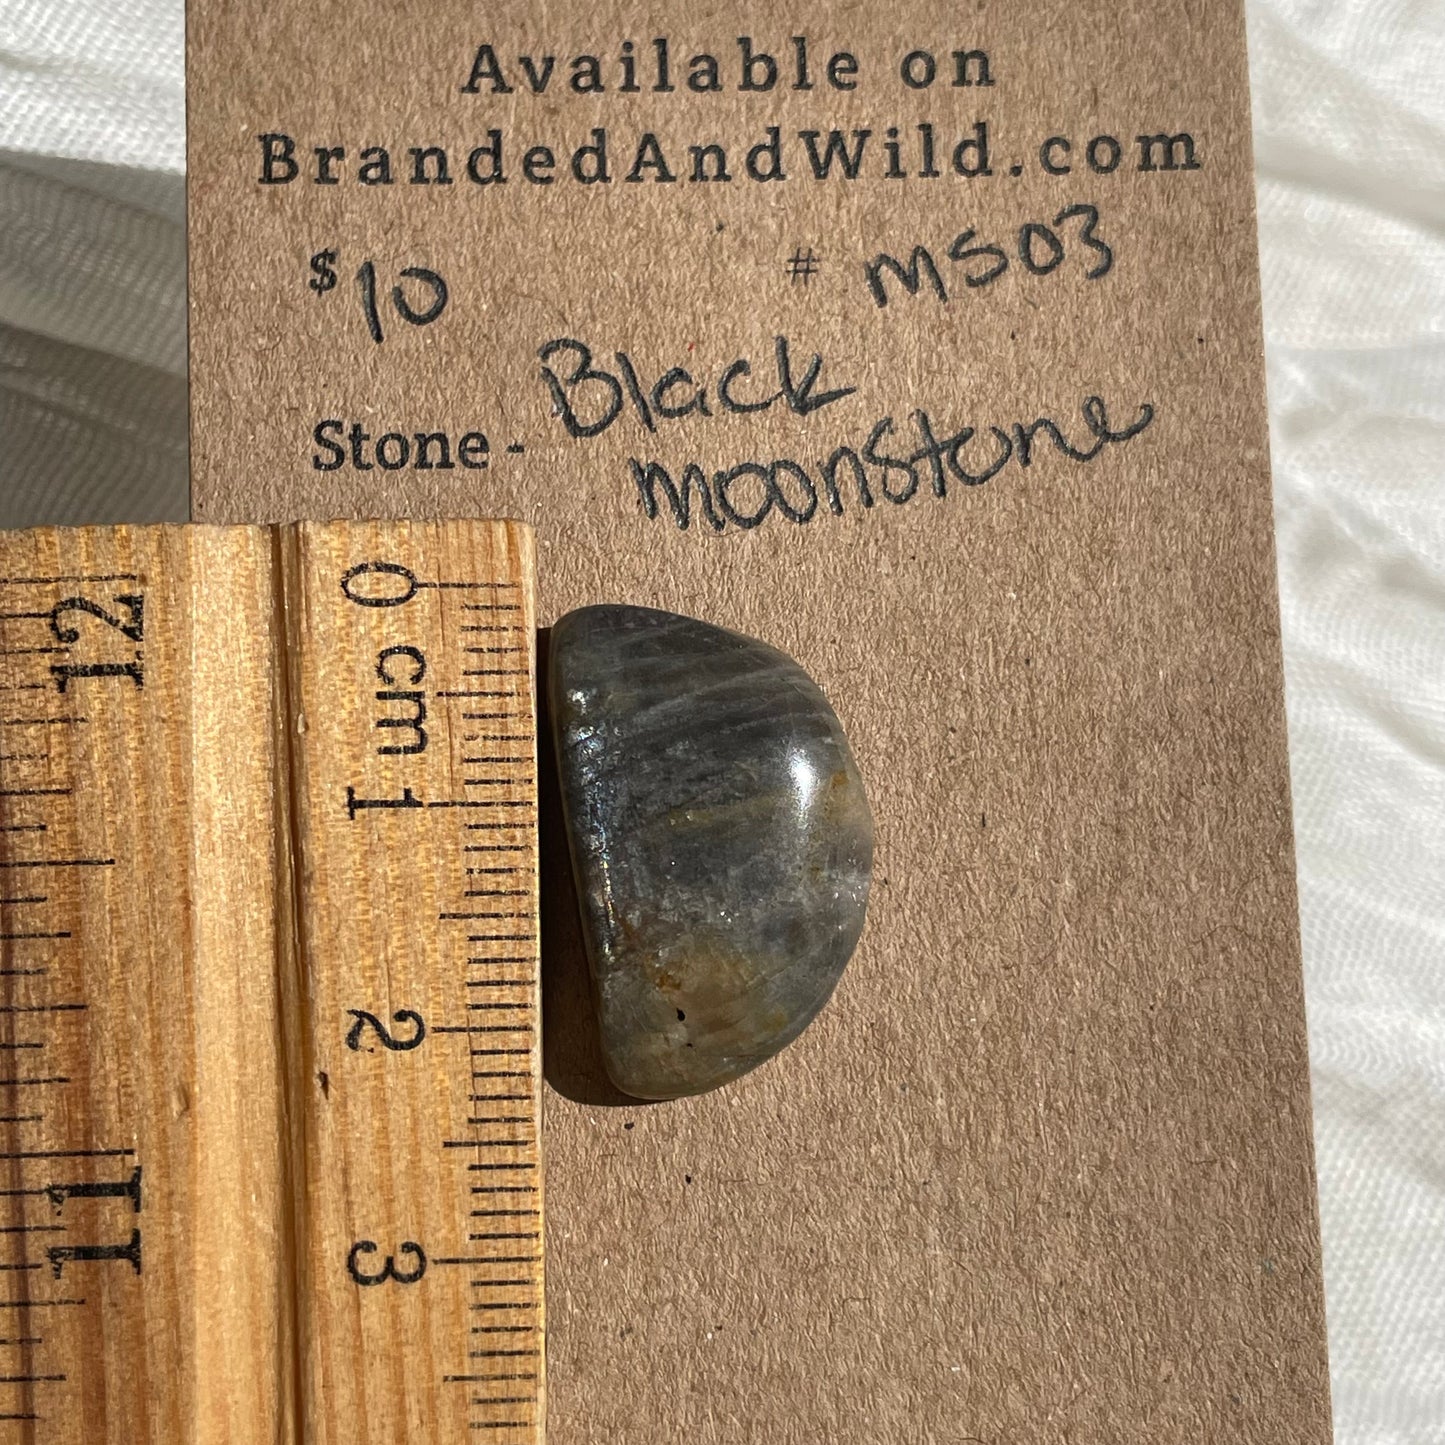 Available on
BrandedAndWild.com
$10 # MS03
Stone - Black
moonstone
0 cm 1 2 3
12 11